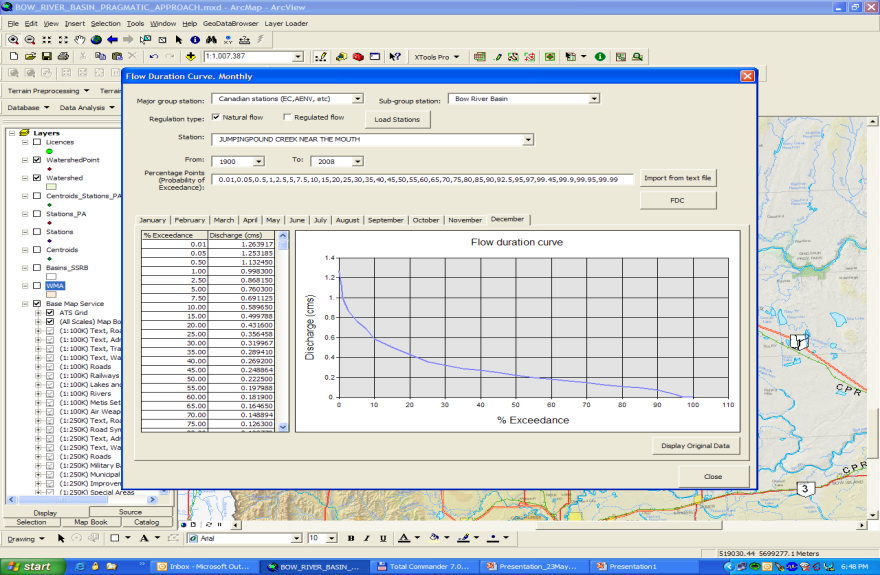 BOW_RIVER_BASIN_PRAGMATIC_APPROACH.mxd - ArcMap - ArcView
File Edit View Insert Selection Tools Window Help GeoDataBrowser Layer Loader
1:1,007,387
XTools Pro
Terrain Preprocessing
Database Data Analysis
Layers
Licences
WatershedPoint
Watershed
Centroids_Stations_PA
Stations_PA
Stations
Centroids
Basins_SSRB
WMA
Base Map Service
ATS Grid
(All Scales) Map Bo
(1:100K) Text, Roa
(1:100K) Text, Adr
(1:100K) Text, Tra
(1:100K) Text, Wa
(1:100K) Roads
(1:100K) Railways
(1:100K) Lakes and
(1:100K) Rivers
(1:100K) Metis Set
(1:100K) Air Weap
(1:250K) Text, Roa
(1:250K) Road Syn
(1:250K) Text, Adr
(1:250K) Text, Wa
(1:250K) Roads
(1:250K) Military B
(1:250K) Municipal
(1:250K) Improven
(1:250K) Special Areas
Display Source
Selection Map Book Catalog
Flow Duration Curve. Monthly
Major group station: Canadian stations (EC,AENV, etc) Sub-group station: Bow River Basin
Regulation type: Natural flow Regulated flow Load Stations
Station: JUMPINGPOUND CREEK NEAR THE MOUTH
From: 1900 To: 2008
Percentage Points
(Probability of
Exceedance):
0.01,0.05,0.5,1,2.5,5,7.5,10,15,20,25,30,35,40,45,50,55,60,65,70,75,80,85,90,92.5,95,97,99.45,99.9,99.95,99.99
Import from text file
FDC
January February March April May June July August September October November December
% Exceedance Discharge (cms)
0.01 1.263917
0.05 1.253185
0.50 1.132450
1.00 0.998300
2.50 0.868150
5.00 0.760300
7.50 0.691125
10.00 0.589650
15.00 0.499788
20.00 0.431600
25.00 0.356458
30.00 0.319967
35.00 0.289410
40.00 0.269200
45.00 0.248864
50.00 0.222500
55.00 0.197988
60.00 0.181900
65.00 0.164650
70.00 0.148894
75.00 0.126300
Flow duration curve
Discharge (cms)
1.4
1.2
1.
0.8
0.6
0.4
0.2
0.
0 10 20 30 40 50 60 70 80 90 100 110
% Exceedance
Display Original Data
Close
CPR
CPR
3
Drawing A Arial 10 B I U A
519030.44 5699277.1 Meters
start
Inbox - Microsoft Out...
BOW_RIVER_BASIN_...
Total Commander 7.0...
Presentation_23May...
Presentation1
6:48 PM